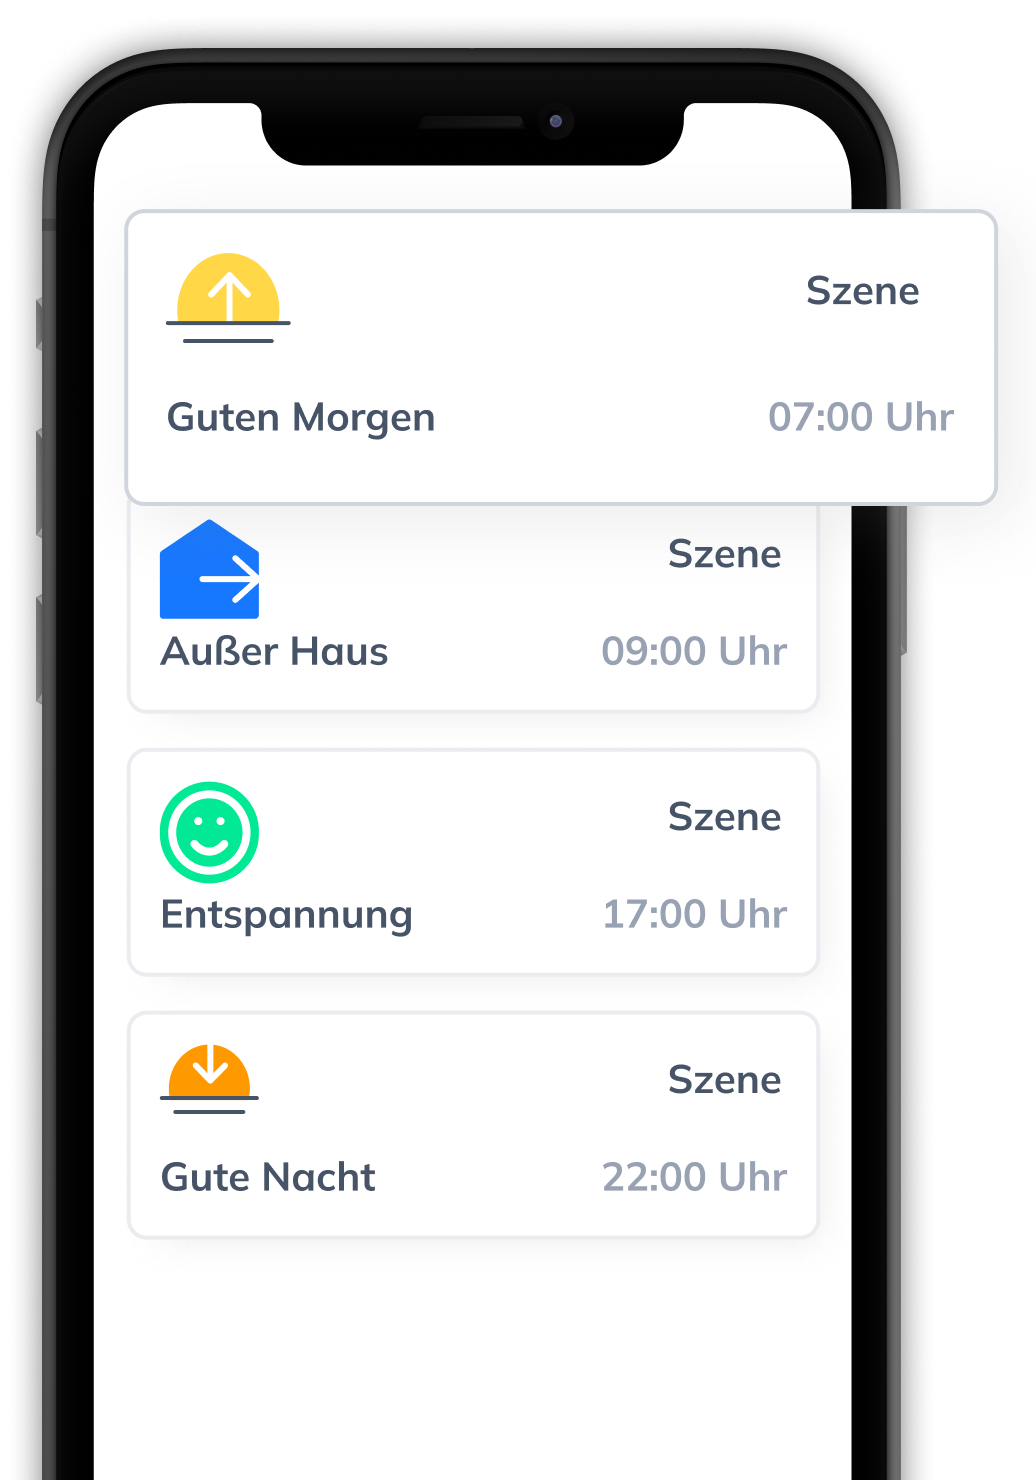 Szene
Guten Morgen 07:00 Uhr
Szene
Außer Haus 09:00 Uhr
Szene
Entspannung 17:00 Uhr
Szene
Gute Nacht 22:00 Uhr